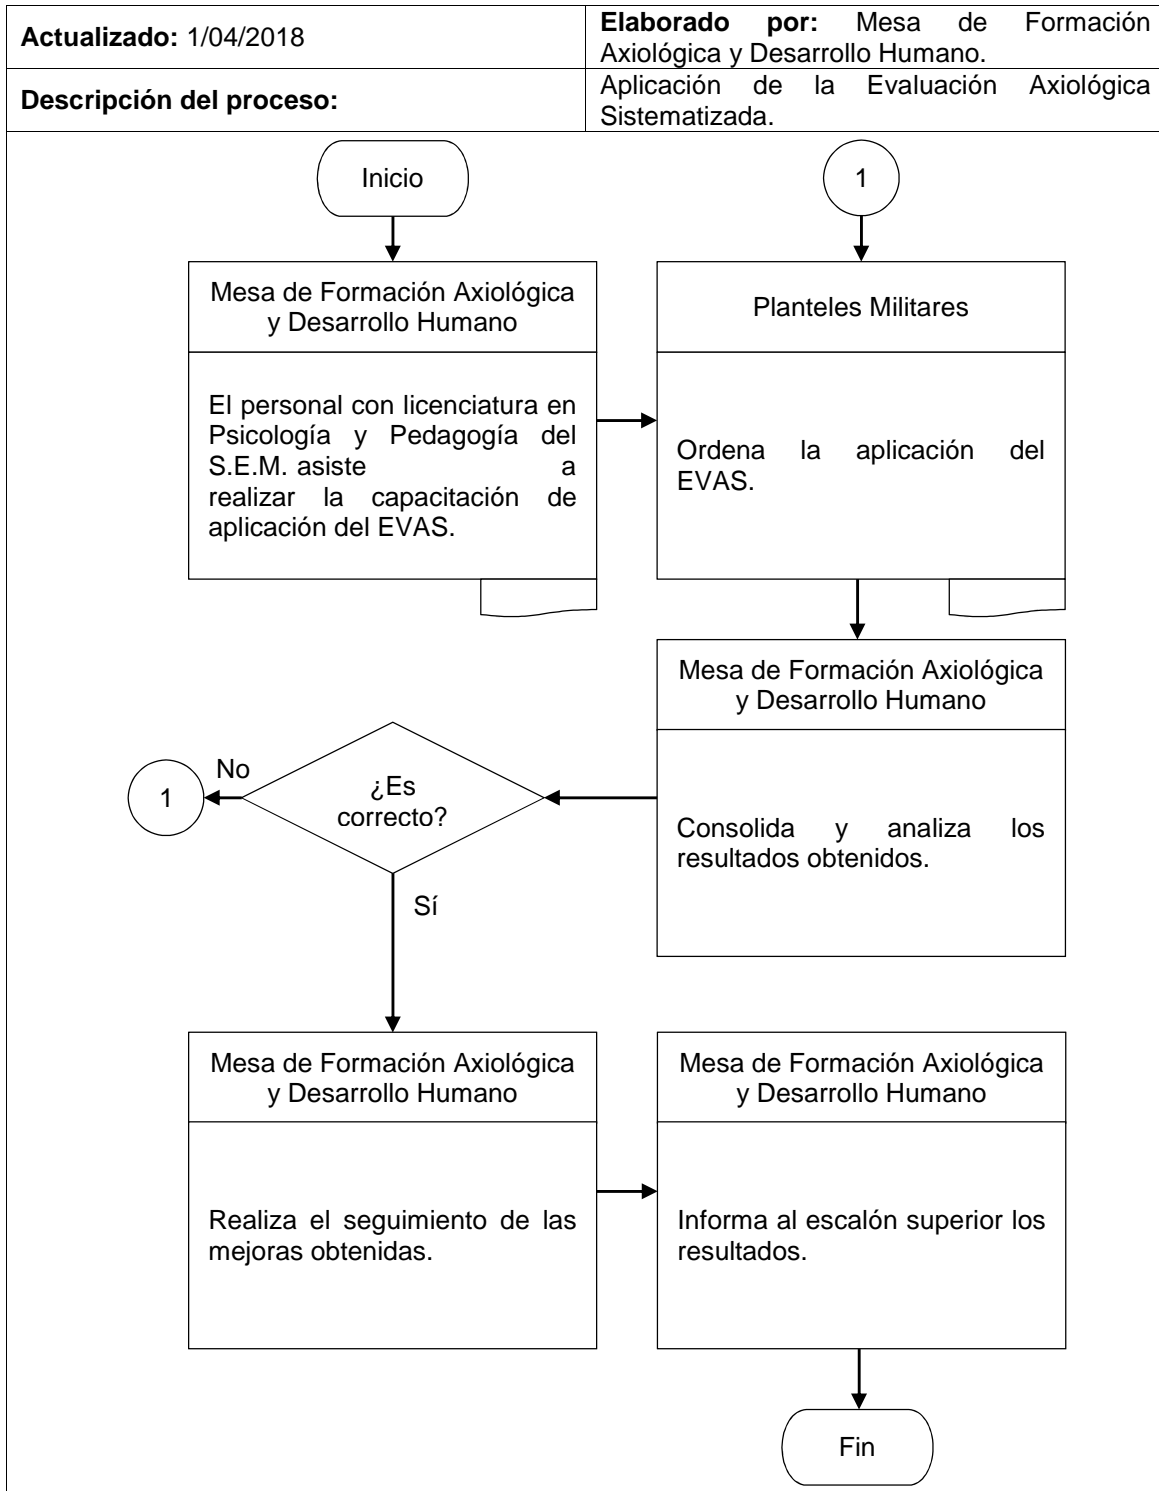 Actualizado: 1/04/2018
Elaborado por: Mesa de Formación
Axiológica y Desarrollo Humano.
Descripción del proceso:
Aplicación de la Evaluación Axiológica
Sistematizada.
Inicio
1
Mesa de Formación Axiológica
y Desarrollo Humano
El personal con licenciatura en
Psicología y Pedagogía del
S.E.M. asiste a
realizar la capacitación de
aplicación del EVAS.
Planteles Militares
Ordena la aplicación del
EVAS.
Mesa de Formación Axiológica
y Desarrollo Humano
Consolida y analiza los
resultados obtenidos.
¿Es
correcto?
No
1
Sí
Mesa de Formación Axiológica
y Desarrollo Humano
Realiza el seguimiento de las
mejoras obtenidas.
Mesa de Formación Axiológica
y Desarrollo Humano
Informa al escalón superior los
resultados.
Fin